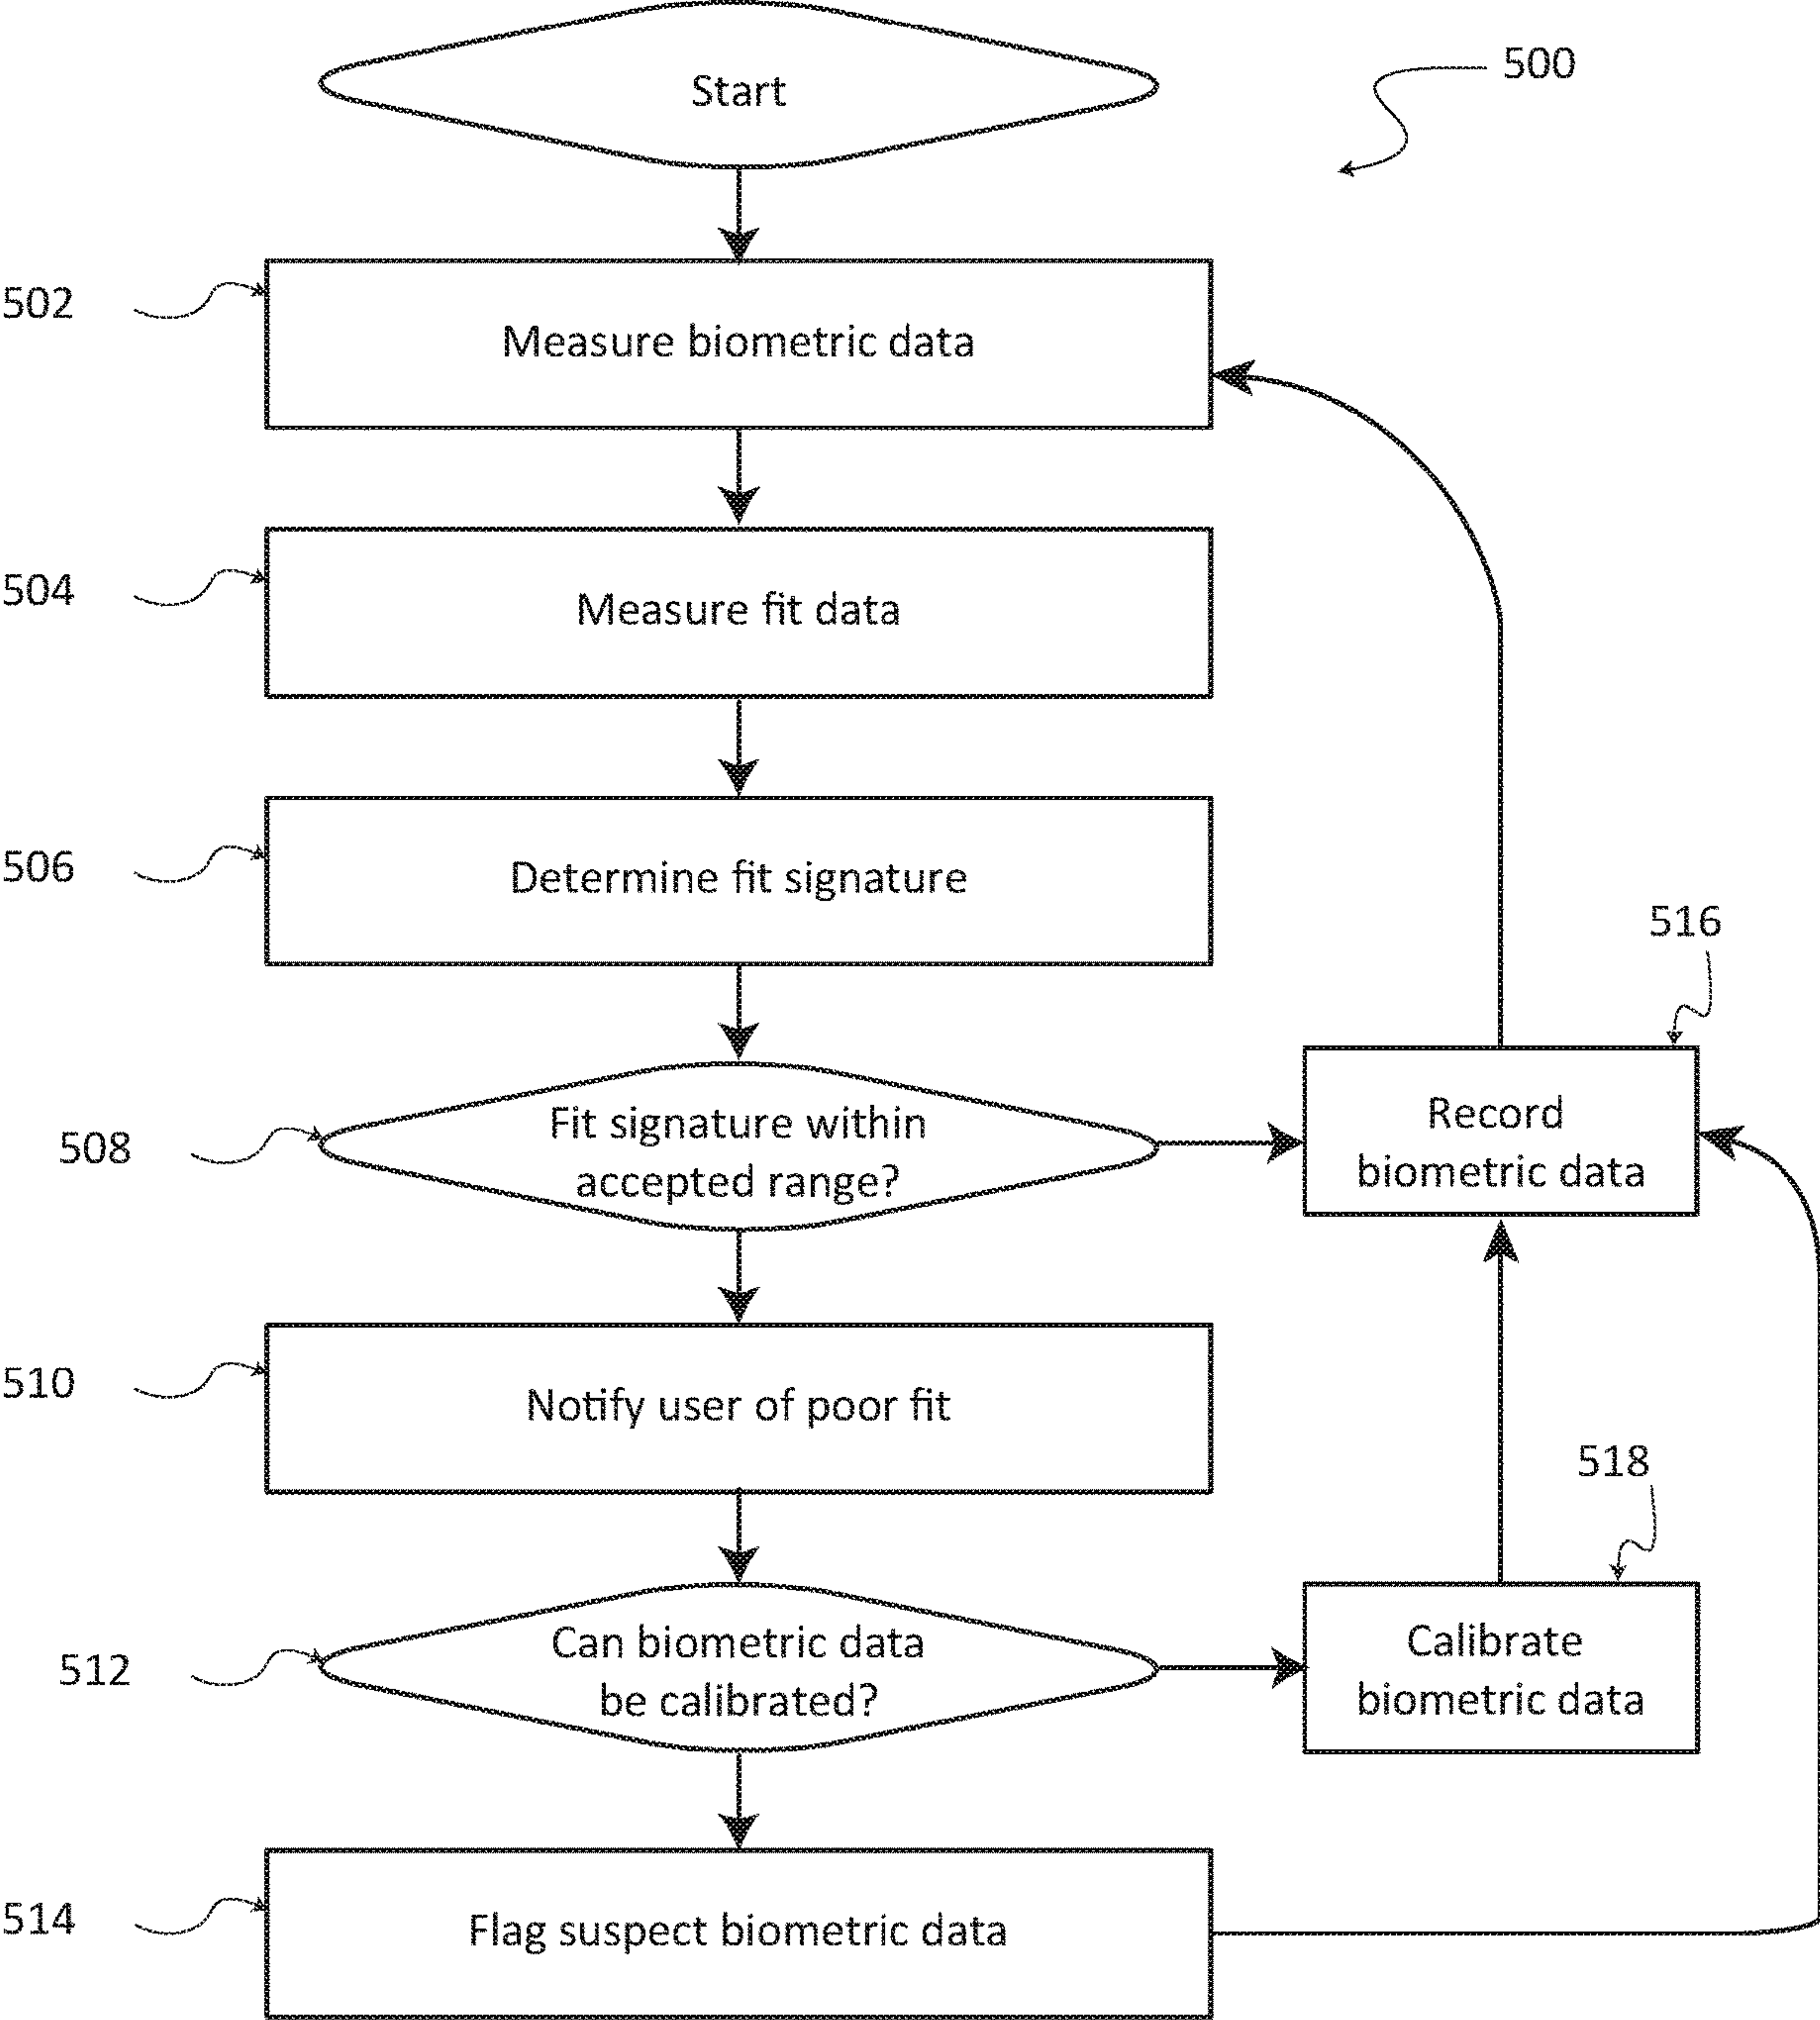 Start
500
502
Measure biometric data
504
Measure fit data
506
Determine fit signature
516
508
Fit signature within
accepted range?
Record
biometric data
510
Notify user of poor fit
518
512
Can biometric data
be calibrated?
Calibrate
biometric data
514
Flag suspect biometric data